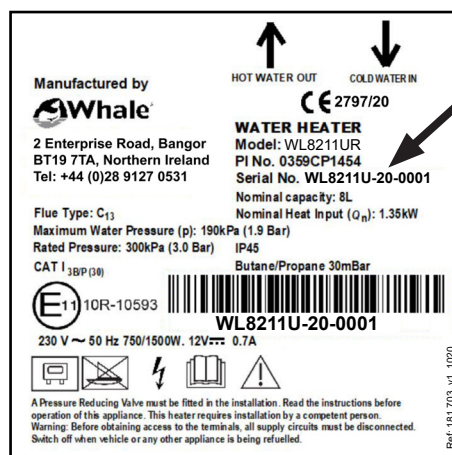 HOT WATER OUT
COLD WATER IN
Manufactured by
Whale
CE 2797/20
2 Enterprise Road, Bangor
BT19 7TA, Northern Ireland
Tel: +44 (0)28 9127 0531
WATER HEATER
Model: WL8211UR
PI No. 0359CP1454
Serial No. WL8211U-20-0001
Nominal capacity: 8L
Flue Type: C13
Nominal Heat Input (Qn): 1.35kW
Maximum Water Pressure (p): 190kPa (1.9 Bar)
Rated Pressure: 300kPa (3.0 Bar) IP45
CAT I 3B/P (30)
Butane/Propane 30mBar
E11 10R-10593
WL8211U-20-0001
230 V ~ 50 Hz 750/1500W. 12V⎓ 0.7A
A Pressure Reducing Valve must be fitted in the installation. Read the instructions before
operation of this appliance. This heater requires installation by a competent person.
Warning: Before obtaining access to the terminals, all supply circuits must be disconnected.
Switch off when vehicle or any other appliance is being refuelled.
Ref: 181.703_v1_1020